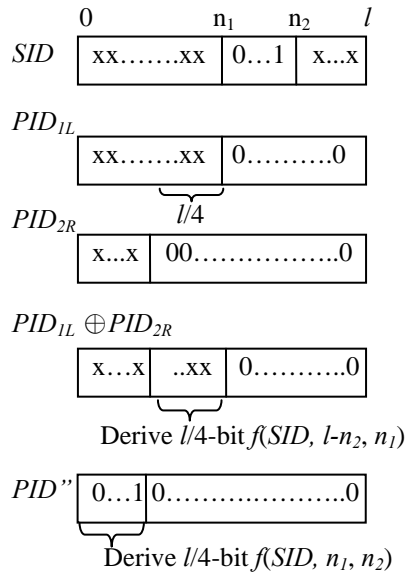 0 n₁ n₂ l
SID xx…….xx 0…1 x...x
PID₁L
xx…….xx 0……….0
l/4
PID₂R
x...x 00……………..0
PID₁L ⊕PID₂R
x…x ..xx 0………..0
Derive l/4-bit f(SID, l-n₂, n₁)
PID” 0…1 0……………….0
Derive l/4-bit f(SID, n₁, n₂)